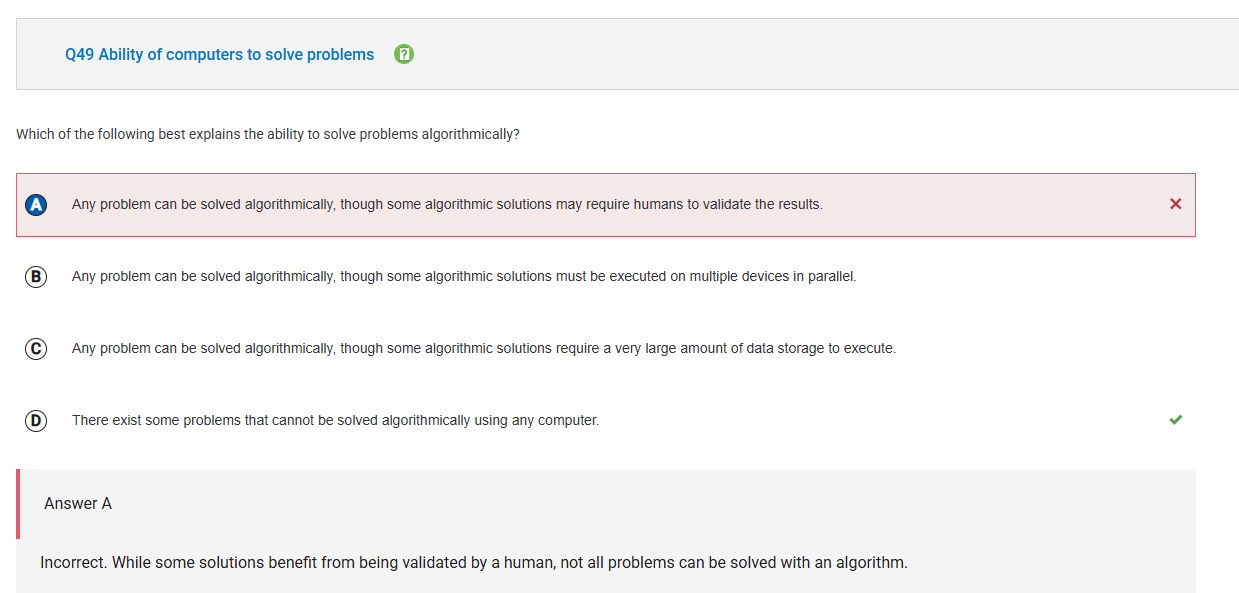 Q49 Ability of computers to solve problems ?
Which of the following best explains the ability to solve problems algorithmically?
A Any problem can be solved algorithmically, though some algorithmic solutions may require humans to validate the results.
B Any problem can be solved algorithmically, though some algorithmic solutions must be executed on multiple devices in parallel.
C Any problem can be solved algorithmically, though some algorithmic solutions require a very large amount of data storage to execute.
D There exist some problems that cannot be solved algorithmically using any computer.
Answer A
Incorrect. While some solutions benefit from being validated by a human, not all problems can be solved with an algorithm.